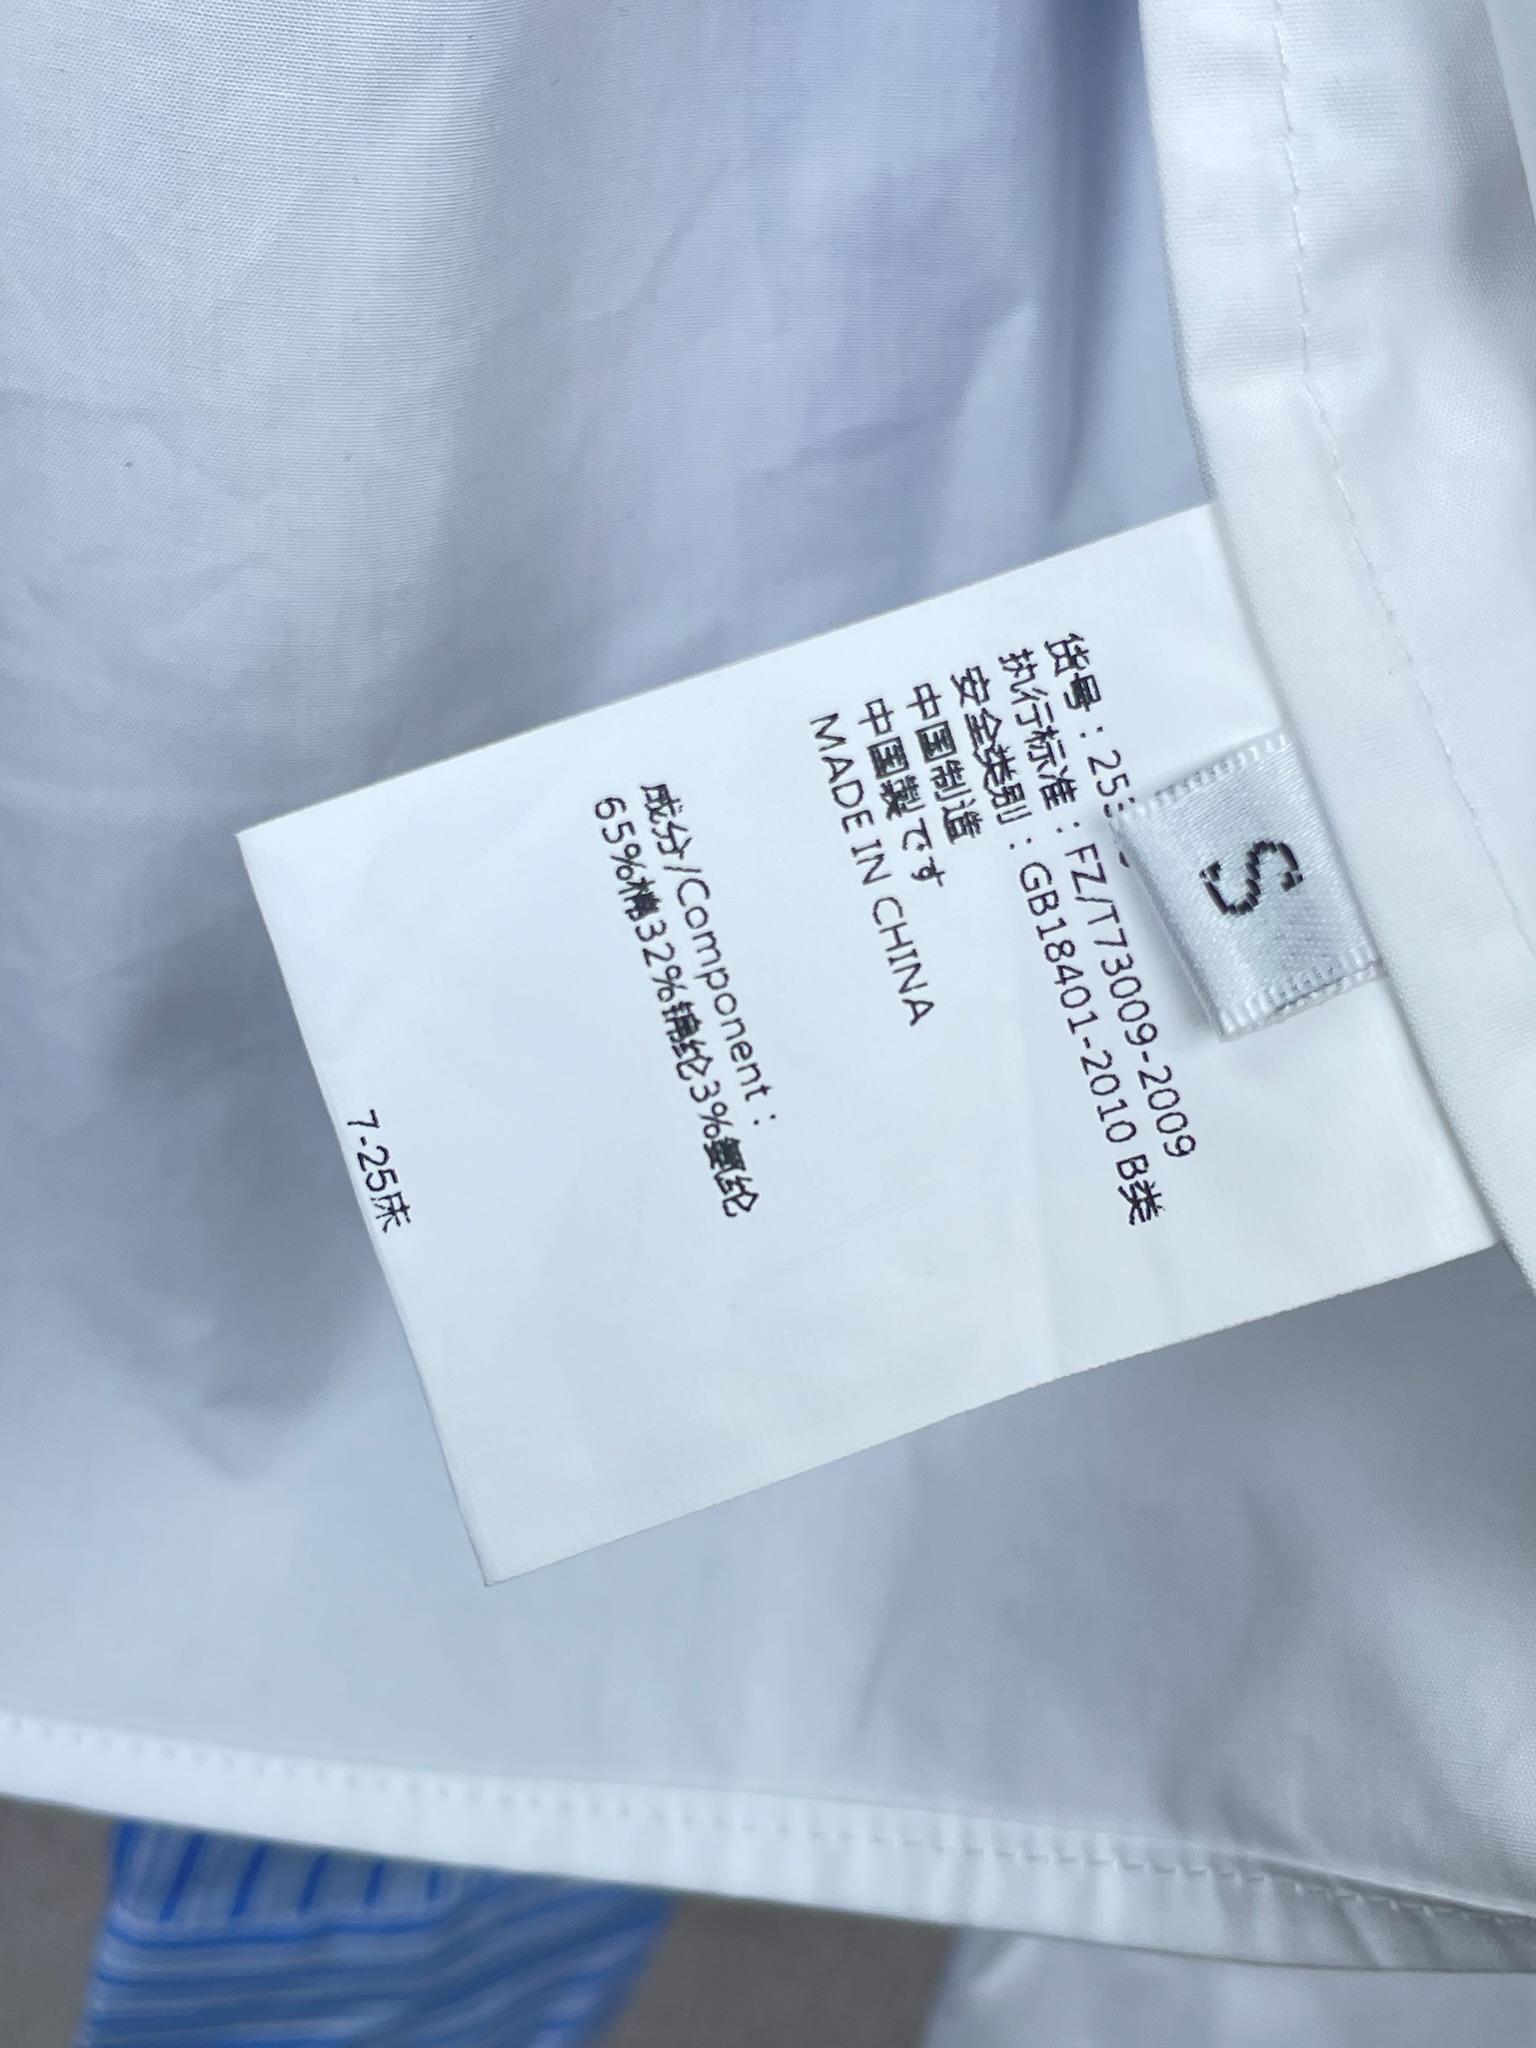 S
货号：25
执行标准：FZ/T73009-2009
安全类别：GB18401-2010 B类
中国制造
中国製です
MADE IN CHINA
成分/Component：
65%棉32%锦纶3%氨纶
7-25床